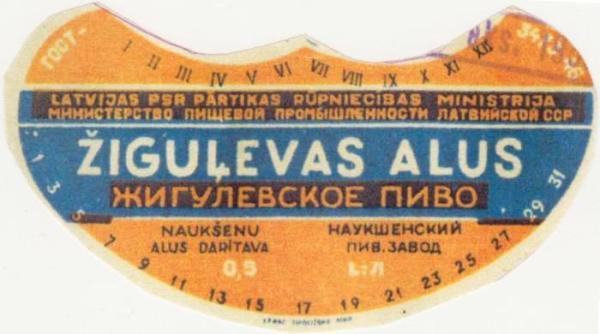 ГОСТ-
I II III IV V VI VII VIII IX X XI XII
LATVIJAS PSR PĀRTIKAS RŪPNIECĪBAS MINISTRIJA
МИНИСТЕРСТВО ПИЩЕВОЙ ПРОМЫШЛЕННОСТИ ЛАТВИЙСКОЙ ССР
ŽIGUĻEVAS ALUS
ЖИГУЛЕВСКОЕ ПИВО
NAUKŠENU
ALUS DARĪTAVA
НАУКШЕНСКИЙ
ПИВ. ЗАВОД
0,5 L:Л
1 3 5 7 9 11 13 15 17 19 21 23 25 27 29 31